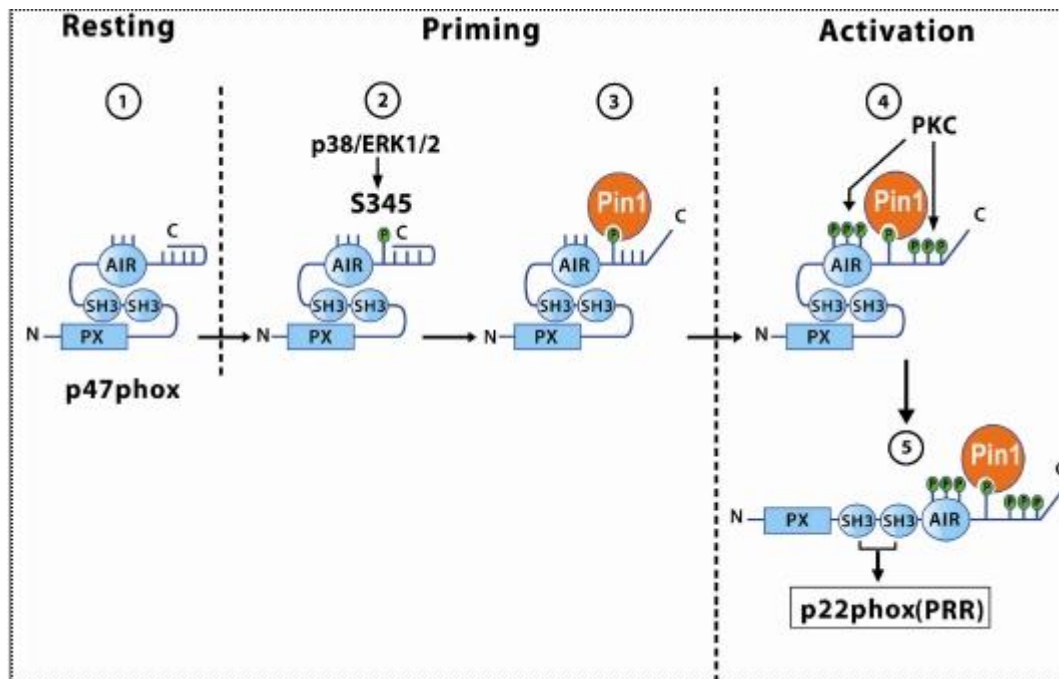 Resting Priming Activation
1 2 3 4
p38/ERK1/2 PKC
S345 Pin1 Pin1
P C P C P P P P P P P C
C
AIR AIR AIR AIR
SH3 SH3 SH3 SH3 SH3 SH3 SH3 SH3
N PX N PX N PX N PX
p47phox
5
Pin1
P P P P P P P C
N PX SH3 SH3 AIR
p22phox(PRR)